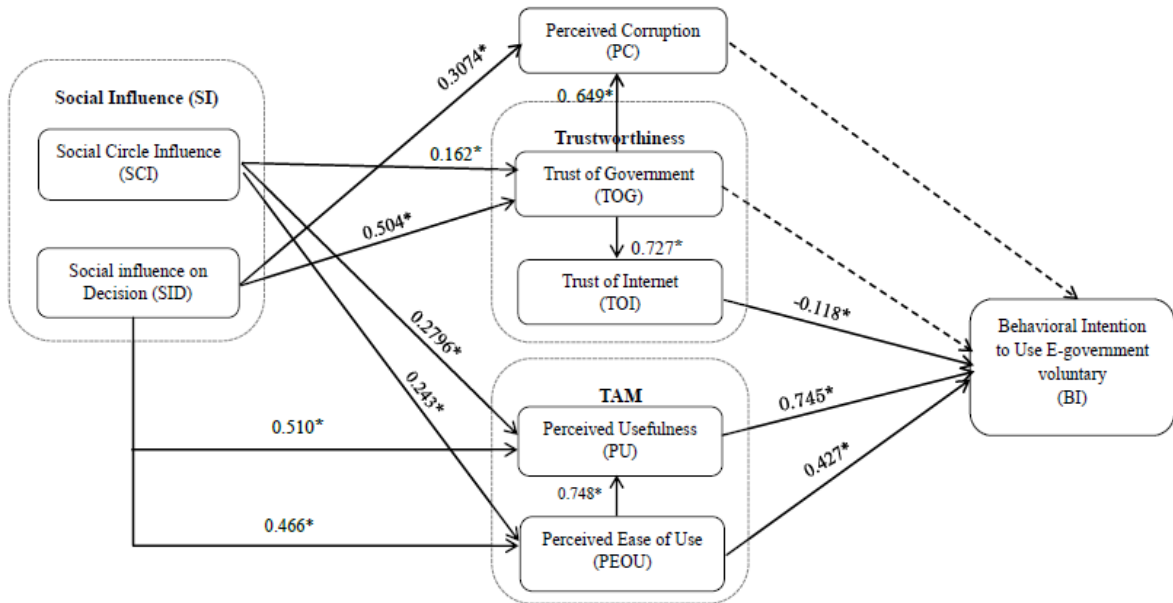 Perceived Corruption
(PC)
0.3074*
Social Influence (SI)
0. 649*
Trustworthiness
Social Circle Influence
(SCI)
0.162*
Trust of Government
(TOG)
0.504*
0.727*
Social influence on
Decision (SID)
Trust of Internet
(TOI)
-0.118*
Behavioral Intention
to Use E-government
voluntary
(BI)
0.2796*
0.243*
TAM
0.745*
0.510*
Perceived Usefulness
(PU)
0.427*
0.748*
0.466*
Perceived Ease of Use
(PEOU)